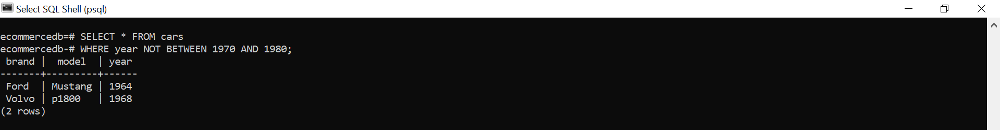 Select SQL Shell (psql)
ecommercedb=# SELECT * FROM cars
ecommercedb-# WHERE year NOT BETWEEN 1970 AND 1980;
 brand |  model  | year
-------+---------+------
 Ford  | Mustang | 1964
 Volvo | p1800   | 1968
(2 rows)